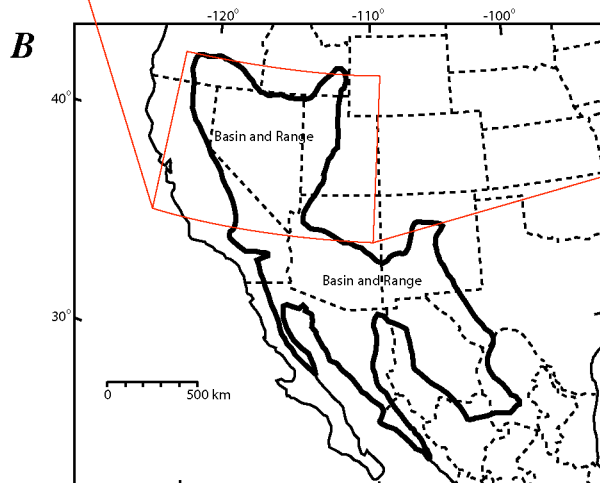 B
-120° -110° -100°
40°
Basin and Range
Basin and Range
30°
0 500 km